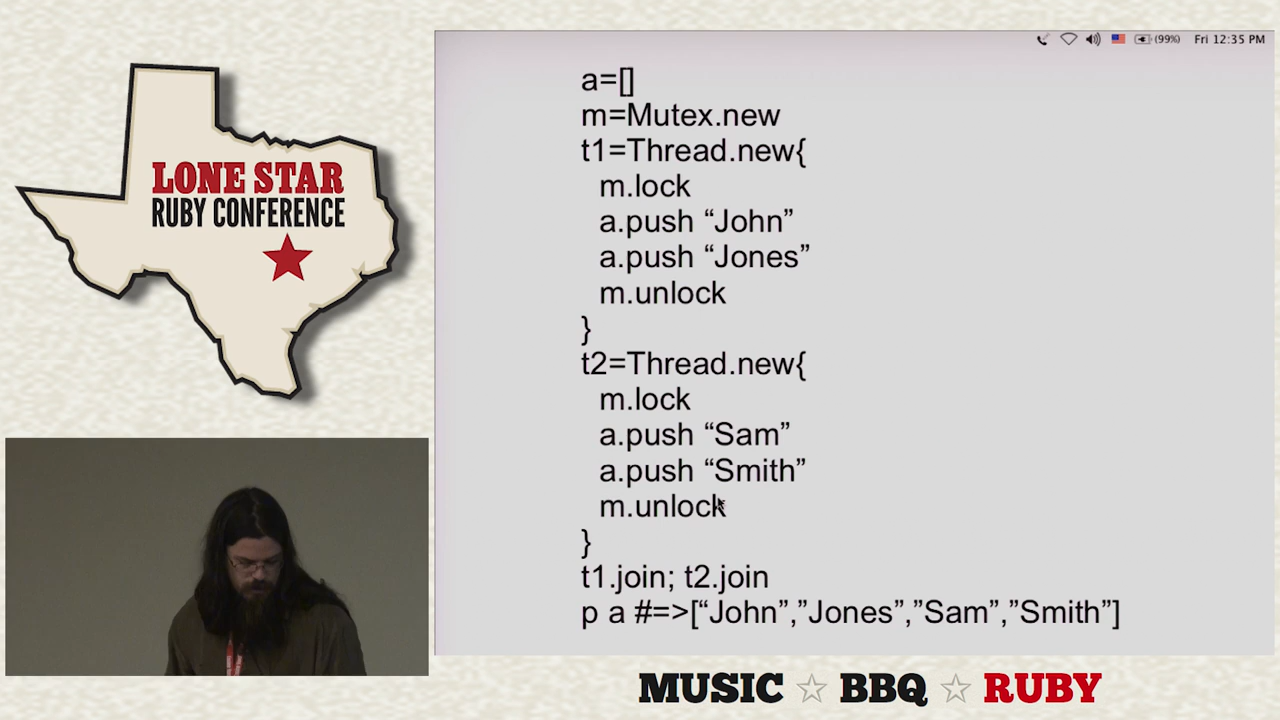 LONE STAR
RUBY CONFERENCE
(99%) Fri 12:35 PM
a=[]
m=Mutex.new
t1=Thread.new{
m.lock
a.push “John”
a.push “Jones”
m.unlock
}
t2=Thread.new{
m.lock
a.push “Sam”
a.push “Smith”
m.unlock
}
t1.join; t2.join
p a #=>[“John”,”Jones”,”Sam”,”Smith”]
MUSIC ☆ BBQ ☆ RUBY